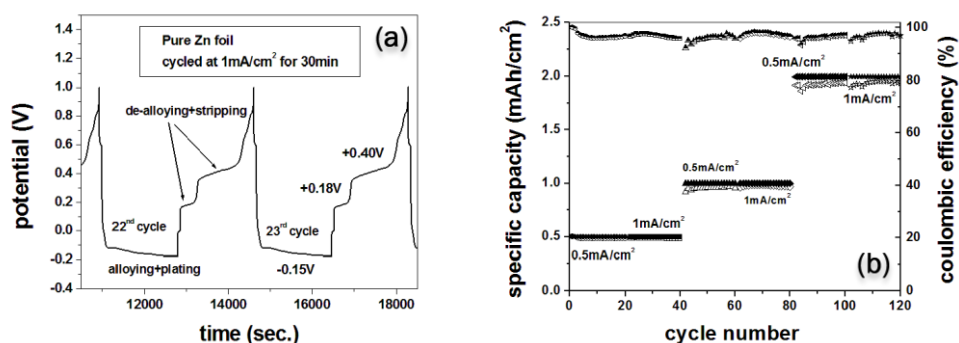 (a)
Pure Zn foil
cycled at 1mA/cm² for 30min
de-alloying+stripping
+0.40V
+0.18V
22ⁿᵈ cycle
23ʳᵈ cycle
alloying+plating
-0.15V
potential (V)
1.4
1.2
1.0
0.8
0.6
0.4
0.2
0.0
-0.2
-0.4
12000 14000 16000 18000
time (sec.)
(b)
specific capacity (mAh/cm²)
2.5
2.0
1.5
1.0
0.5
0.0
0.5mA/cm²
1mA/cm²
0.5mA/cm²
1mA/cm²
1mA/cm²
0.5mA/cm²
0 20 40 60 80 100 120
cycle number
100
80
60
40
20
0
coulombic efficiency (%)